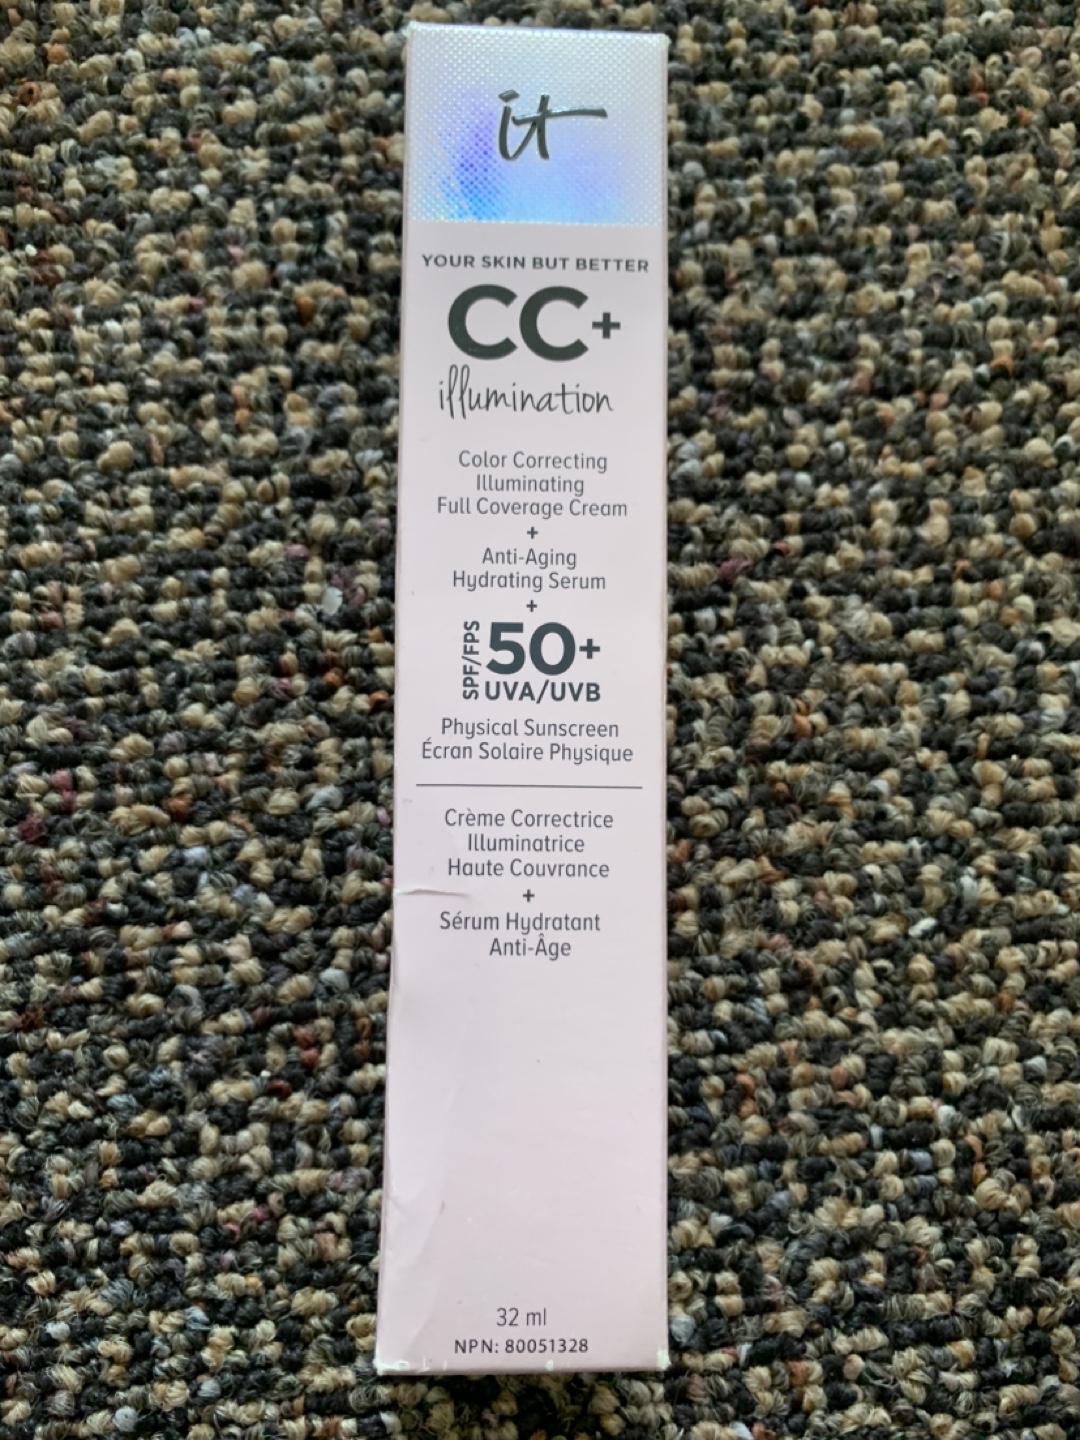 it
YOUR SKIN BUT BETTER
CC+
illumination
Color Correcting
Illuminating
Full Coverage Cream
+
Anti-Aging
Hydrating Serum
+
SPF/FPS 50+
UVA/UVB
Physical Sunscreen
Écran Solaire Physique
Crème Correctrice
Illuminatrice
Haute Couvrance
+
Sérum Hydratant
Anti-Âge
32 ml
NPN: 80051328